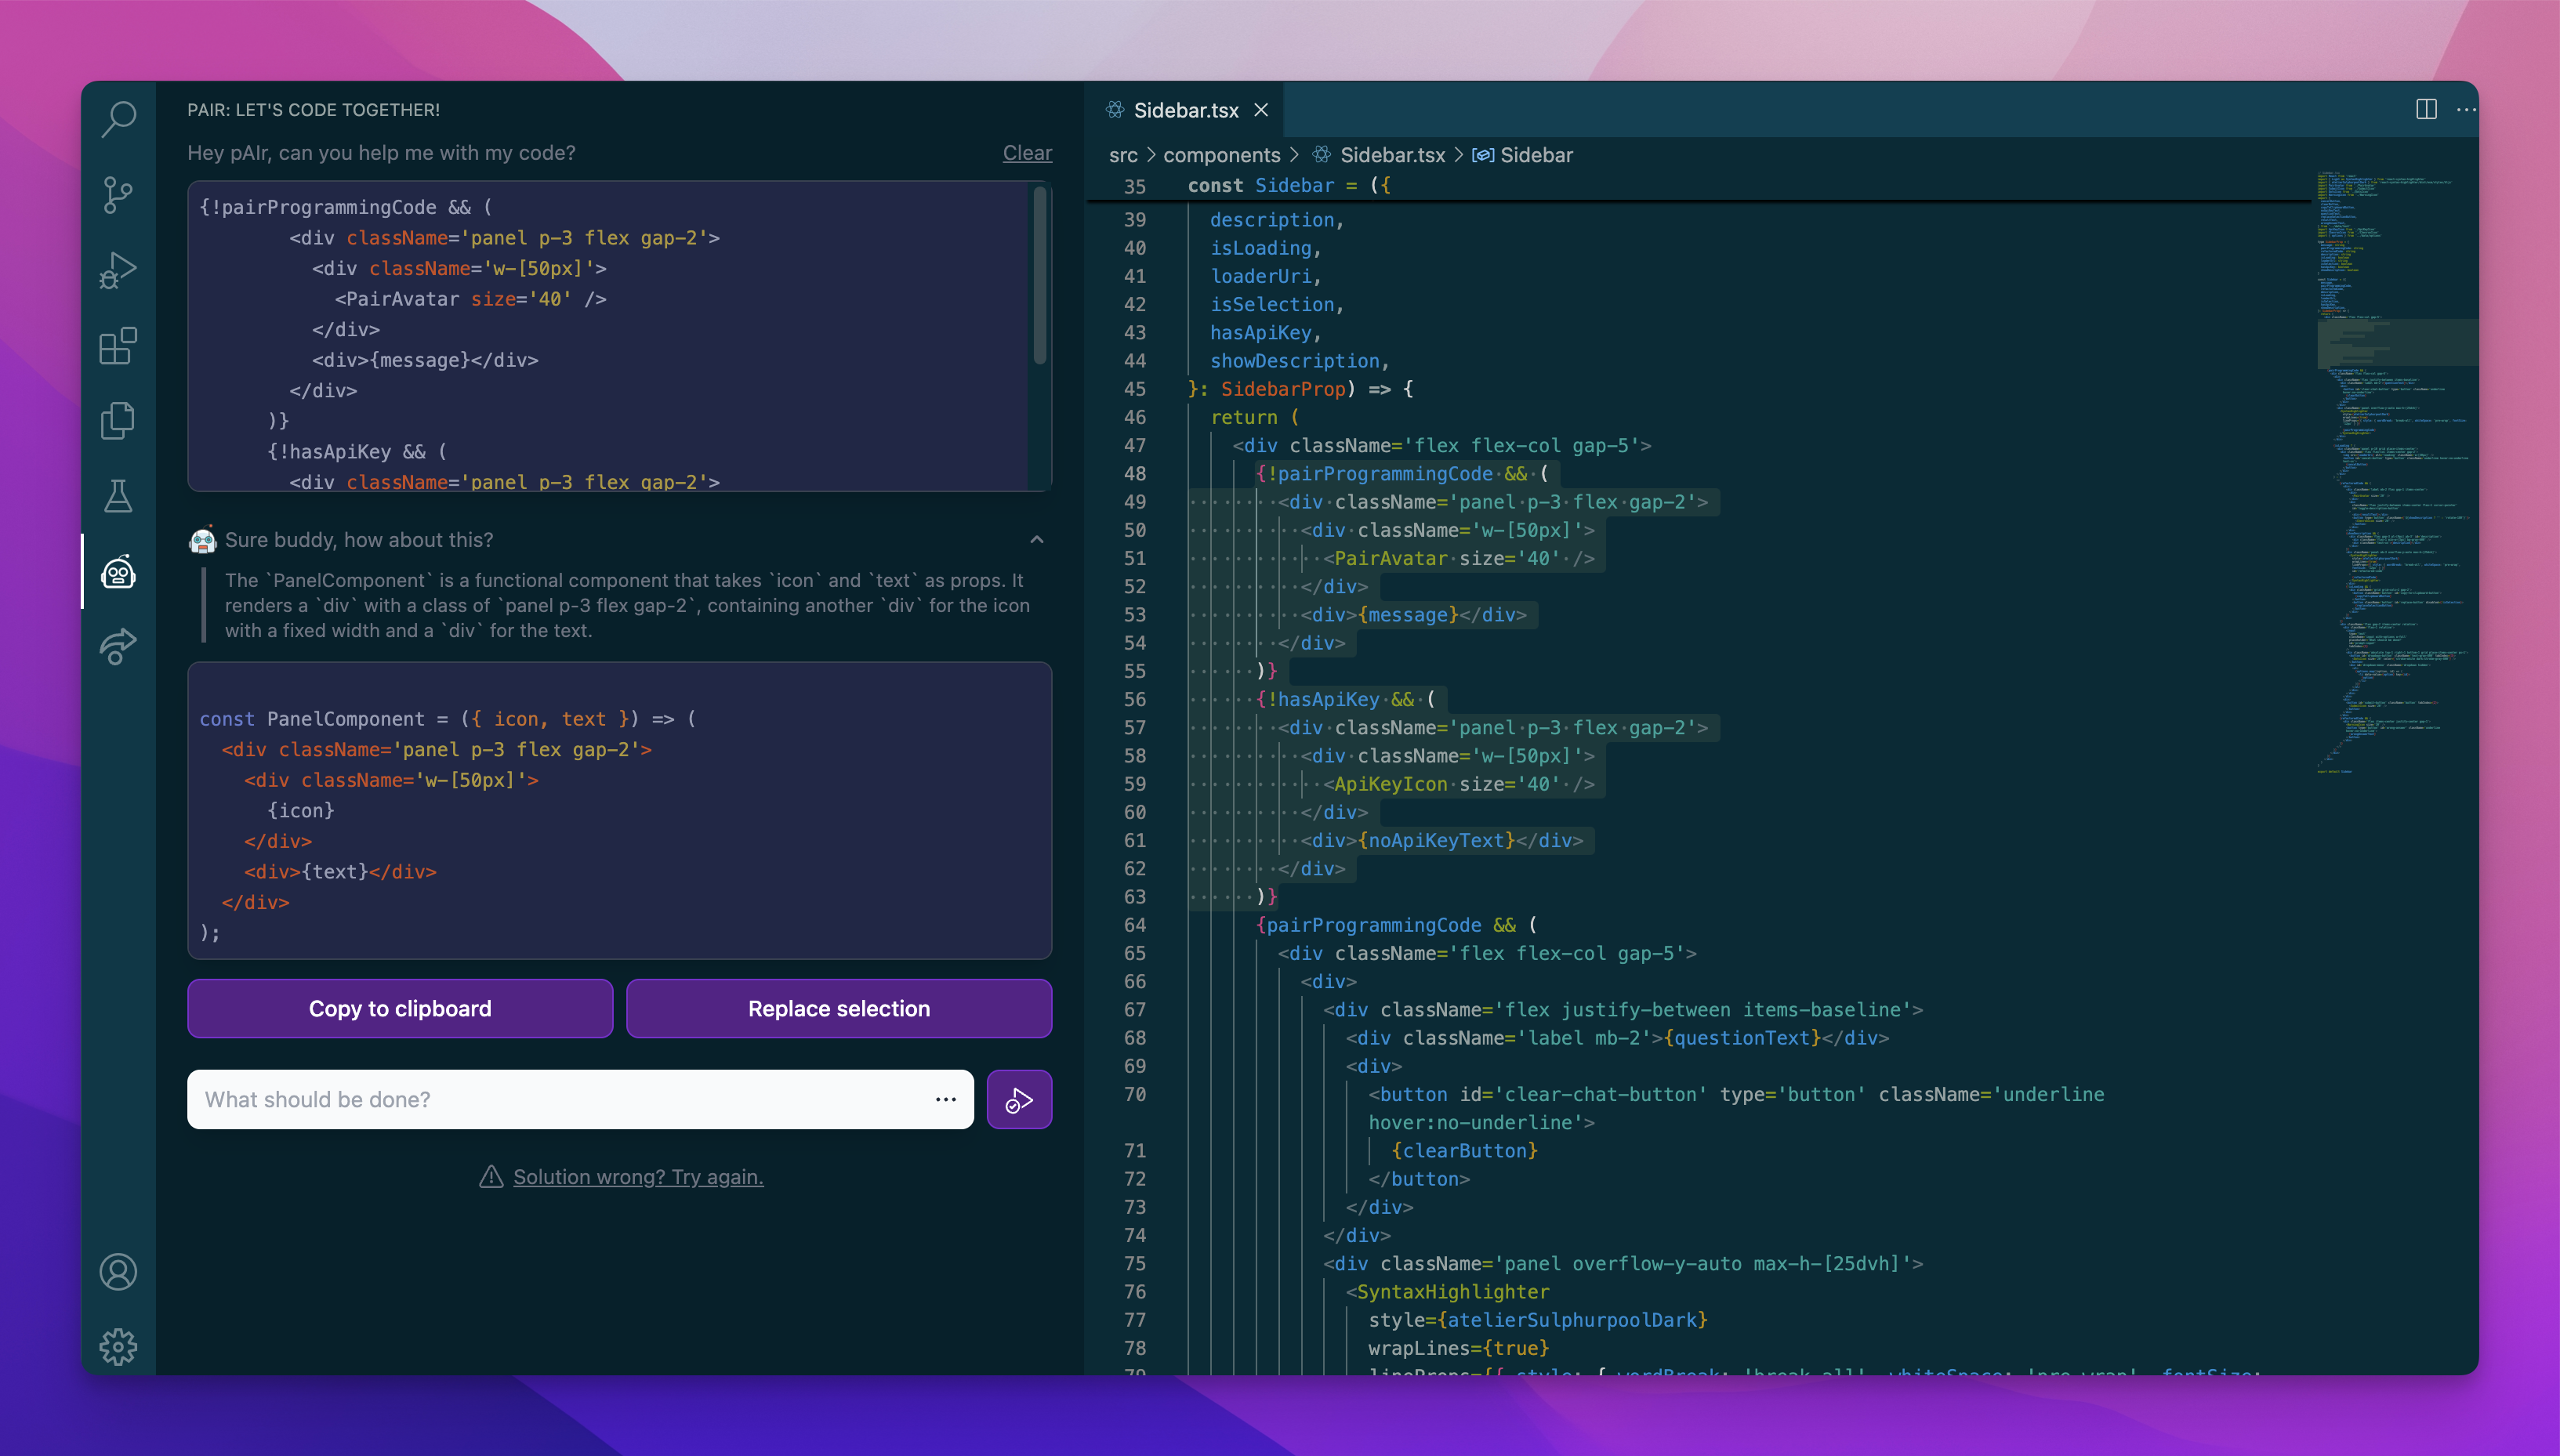 PAIR: LET'S CODE TOGETHER!
Hey pAIr, can you help me with my code?
Clear
{!pairProgrammingCode && (
<div className='panel p-3 flex gap-2'>
<div className='w-[50px]'>
<PairAvatar size='40' />
</div>
<div>{message}</div>
</div>
)}
{!hasApiKey && (
<div className='panel p-3 flex gap-2'>
Sure buddy, how about this?
The `PanelComponent` is a functional component that takes `icon` and `text` as props. It
renders a `div` with a class of `panel p-3 flex gap-2`, containing another `div` for the icon
with a fixed width and a `div` for the text.
const PanelComponent = ({ icon, text }) => (
<div className='panel p-3 flex gap-2'>
<div className='w-[50px]'>
{icon}
</div>
<div>{text}</div>
</div>
);
Copy to clipboard
Replace selection
What should be done?
Solution wrong? Try again.
Sidebar.tsx
src > components > Sidebar.tsx > Sidebar
35 const Sidebar = ({
39 description,
40 isLoading,
41 loaderUri,
42 isSelection,
43 hasApiKey,
44 showDescription,
45 }: SidebarProp) => {
46 return (
47 <div className='flex flex-col gap-5'>
48 {!pairProgrammingCode && (
49 <div className='panel p-3 flex gap-2'>
50 <div className='w-[50px]'>
51 <PairAvatar size='40' />
52 </div>
53 <div>{message}</div>
54 </div>
55 )}
56 {!hasApiKey && (
57 <div className='panel p-3 flex gap-2'>
58 <div className='w-[50px]'>
59 <ApiKeyIcon size='40' />
60 </div>
61 <div>{noApiKeyText}</div>
62 </div>
63 )}
64 {pairProgrammingCode && (
65 <div className='flex flex-col gap-5'>
66 <div>
67 <div className='flex justify-between items-baseline'>
68 <div className='label mb-2'>{questionText}</div>
69 <div>
70 <button id='clear-chat-button' type='button' className='underline
hover:no-underline'>
71 {clearButton}
72 </button>
73 </div>
74 </div>
75 <div className='panel overflow-y-auto max-h-[25dvh]'>
76 <SyntaxHighlighter
77 style={atelierSulphurpoolDark}
78 wrapLines={true}
79 lineProps={{ style: { wordBreak: 'break-all', whiteSpace: 'pre-wrap', fontSize: